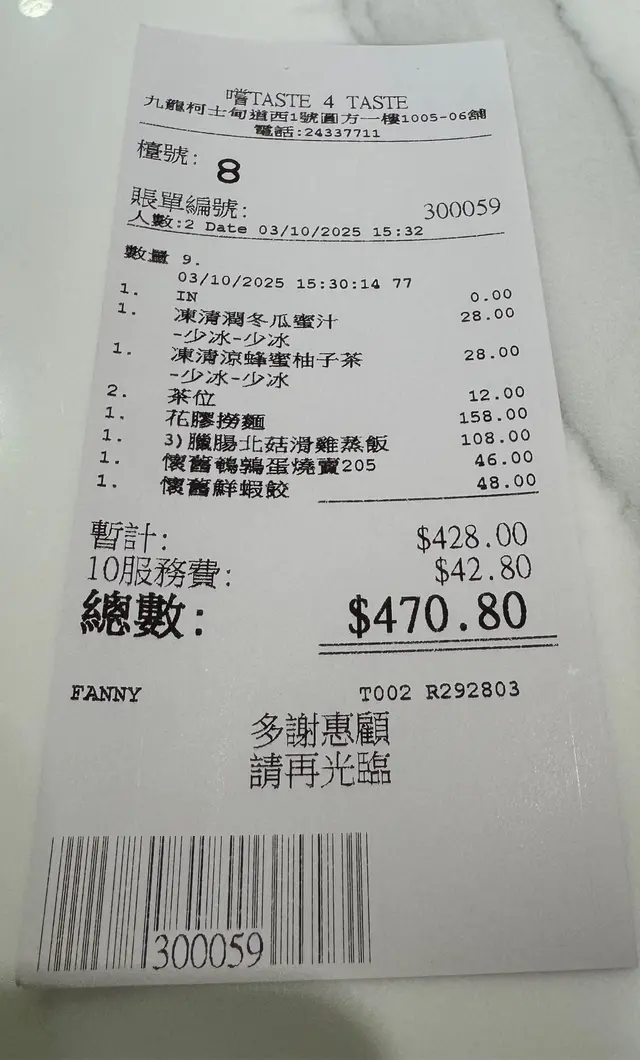 嚐TASTE 4 TASTE
九龍柯士甸道西1號圓方一樓1005-06舖
電話:24337711
檯號: 8
賬單編號: 300059
人數:2 Date 03/10/2025 15:32
數量 9.
03/10/2025 15:30:14 77
1. IN 0.00
1. 凍清潤冬瓜蜜汁 28.00
-少冰-少冰
1. 凍清涼蜂蜜柚子茶 28.00
-少冰-少冰
2. 茶位 12.00
1. 花膠撈麵 158.00
1. 3)臘腸北菇滑雞蒸飯 108.00
1. 懷舊鵪鶉蛋燒賣205 46.00
1. 懷舊鮮蝦餃 48.00
暫計: $428.00
10服務費: $42.80
總數: $470.80
FANNY T002 R292803
多謝惠顧
請再光臨
300059